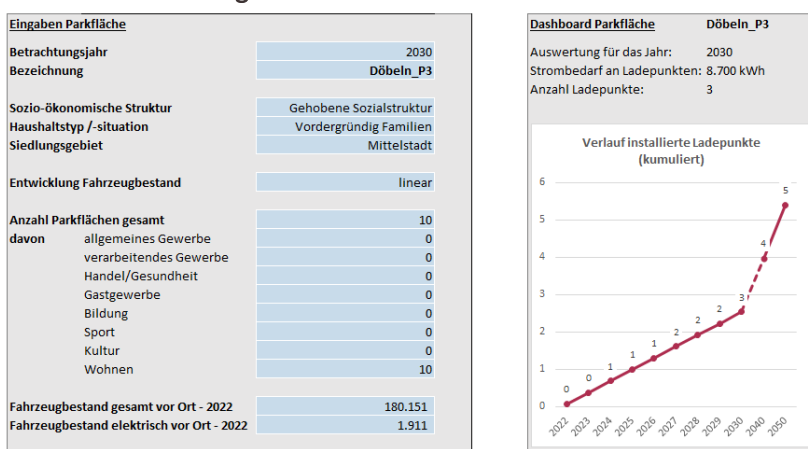 Eingaben Parkfläche
Betrachtungsjahr 2030
Bezeichnung Döbeln_P3
Sozio-ökonomische Struktur Gehobene Sozialstruktur
Haushaltstyp /-situation Vordergründig Familien
Siedlungsgebiet Mittelstadt
Entwicklung Fahrzeugbestand linear
Anzahl Parkflächen gesamt 10
davon allgemeines Gewerbe 0
verarbeitendes Gewerbe 0
Handel/Gesundheit 0
Gastgewerbe 0
Bildung 0
Sport 0
Kultur 0
Wohnen 10
Fahrzeugbestand gesamt vor Ort - 2022 180.151
Fahrzeugbestand elektrisch vor Ort - 2022 1.911
Dashboard Parkfläche Döbeln_P3
Auswertung für das Jahr: 2030
Strombedarf an Ladepunkten: 8.700 kWh
Anzahl Ladepunkte: 3
Verlauf installierte Ladepunkte
(kumuliert)
6
5
4
3
2
1
0
0 0 1 1 1 2 2 2 3 4 5
2022 2023 2024 2025 2026 2027 2028 2029 2030 2040 2050